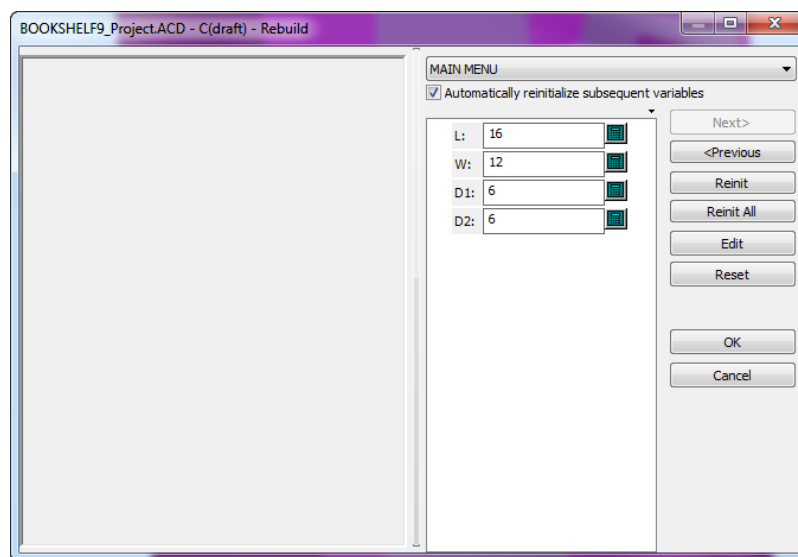 BOOKSHELF9_Project.ACD - C(draft) - Rebuild
MAIN MENU
Automatically reinitialize subsequent variables
L: 16
W: 12
D1: 6
D2: 6
Next>
<Previous
Reinit
Reinit All
Edit
Reset
OK
Cancel